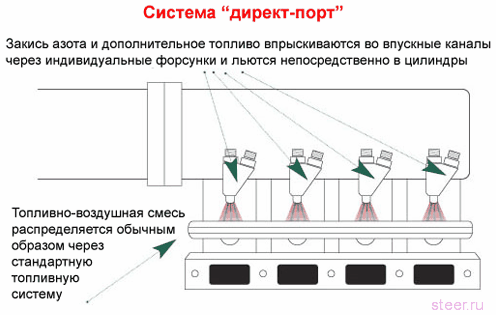 Система “директ-порт”
Закись азота и дополнительное топливо впрыскиваются во впускные каналы
через индивидуальные форсунки и льются непосредственно в цилиндры
Топливно-воздушная смесь
распределяется обычным
образом через
стандартную
топливную
систему
steer.ru